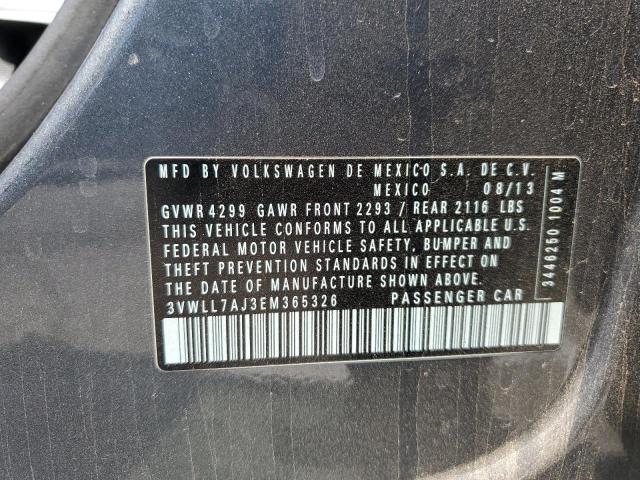 MFD BY VOLKSWAGEN DE MEXICO S.A. DE C.V.
MEXICO 08/13
GVWR 4299 GAWR FRONT 2293 / REAR 2116 LBS
THIS VEHICLE CONFORMS TO ALL APPLICABLE U.S.
FEDERAL MOTOR VEHICLE SAFETY, BUMPER AND
THEFT PREVENTION STANDARDS IN EFFECT ON
THE DATE OF MANUFACTURE SHOWN ABOVE.
3VWLL7AJ3EM365326 PASSENGER CAR
3446250 1004 M